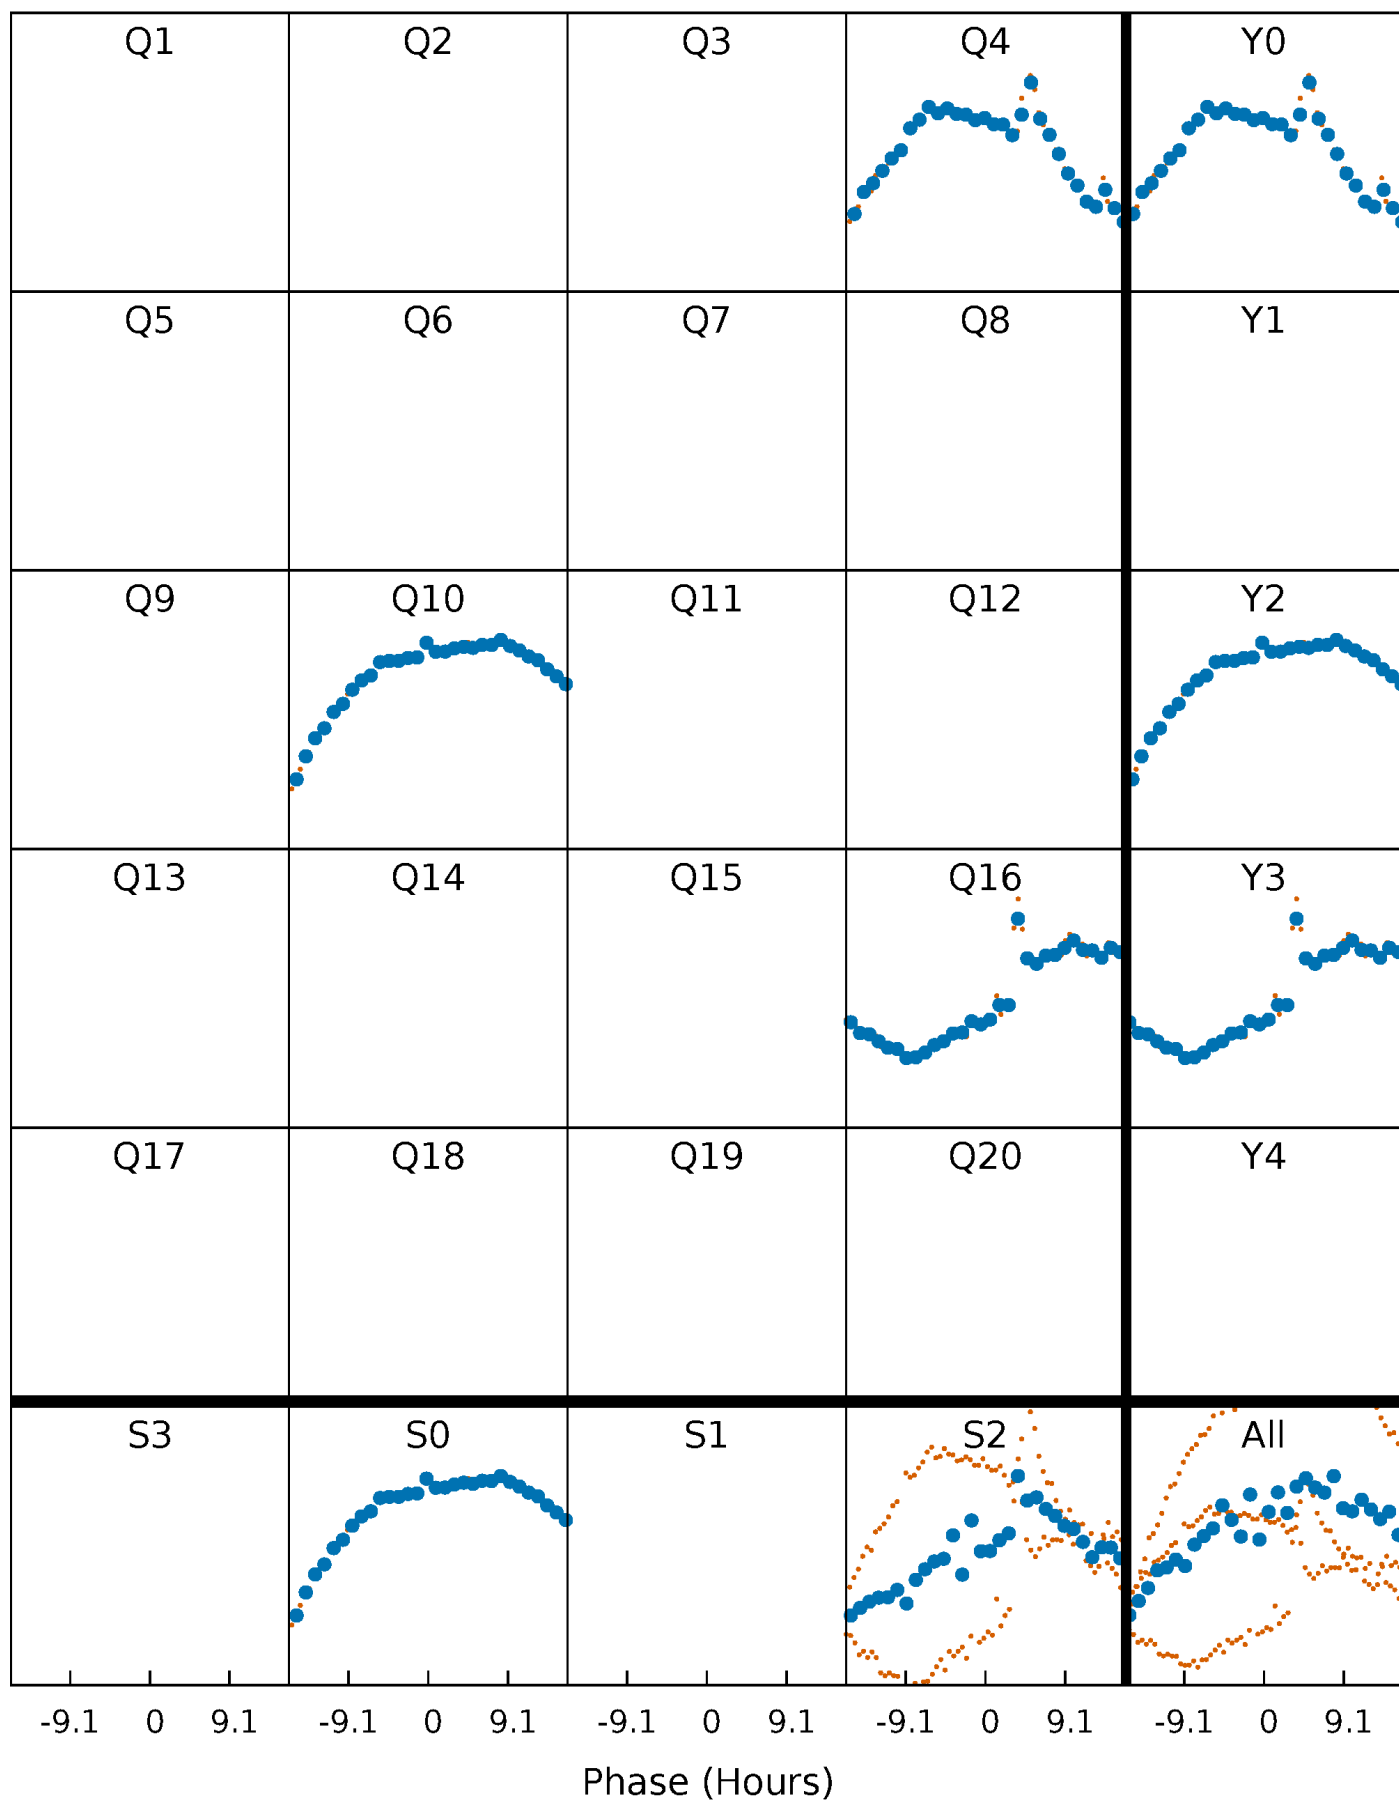 Q1 Q2 Q3 Q4 Y0
Q5 Q6 Q7 Q8 Y1
Q9 Q10 Q11 Q12 Y2
Q13 Q14 Q15 Q16 Y3
Q17 Q18 Q19 Q20 Y4
S3 S0 S1 S2 All
-9.1 0 9.1 -9.1 0 9.1 -9.1 0 9.1 -9.1 0 9.1 -9.1 0 9.1
Phase (Hours)